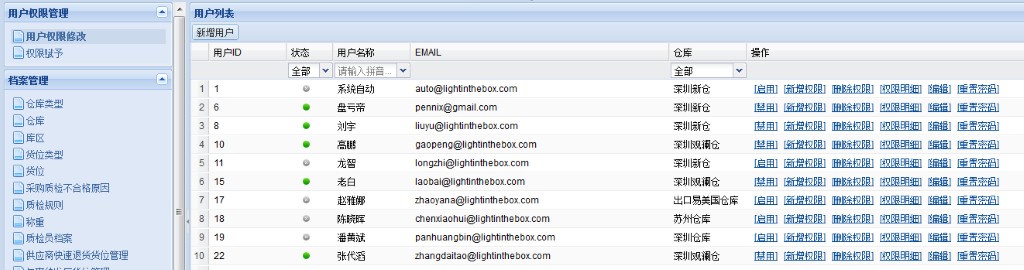 用户权限管理
用户权限修改
权限赋予
档案管理
仓库类型
仓库
库区
货位类型
货位
采购质检不合格原因
质检规则
称重
质检员档案
供应商快速退货货位管理
用户列表
新增用户
用户ID 状态 用户名称 EMAIL 仓库 操作
全部 请输入拼音... 全部
1 1 系统自动 auto@lightinthebox.com 深圳新仓 [启用] [新增权限] [删除权限] [权限明细] [编辑] [重置密码]
2 6 盘亏帝 pennix@gmail.com 深圳新仓 [禁用] [新增权限] [删除权限] [权限明细] [编辑] [重置密码]
3 8 刘宇 liuyu@lightinthebox.com 深圳新仓 [禁用] [新增权限] [删除权限] [权限明细] [编辑] [重置密码]
4 10 高鹏 gaopeng@lightinthebox.com 深圳观澜仓 [禁用] [新增权限] [删除权限] [权限明细] [编辑] [重置密码]
5 11 龙智 longzhi@lightinthebox.com 深圳新仓 [启用] [新增权限] [删除权限] [权限明细] [编辑] [重置密码]
6 15 老白 laobai@lightinthebox.com 深圳观澜仓 [禁用] [新增权限] [删除权限] [权限明细] [编辑] [重置密码]
7 17 赵雅娜 zhaoyana@lightinthebox.com 出口易美国仓库 [启用] [新增权限] [删除权限] [权限明细] [编辑] [重置密码]
8 18 陈晓晖 chenxiaohui@lightinthebox.com 苏州仓库 [启用] [新增权限] [删除权限] [权限明细] [编辑] [重置密码]
9 19 潘黄斌 panhuangbin@lightinthebox.com 深圳仓库 [启用] [新增权限] [删除权限] [权限明细] [编辑] [重置密码]
10 22 张代滔 zhangdaitao@lightinthebox.com 深圳观澜仓 [禁用] [新增权限] [删除权限] [权限明细] [编辑] [重置密码]